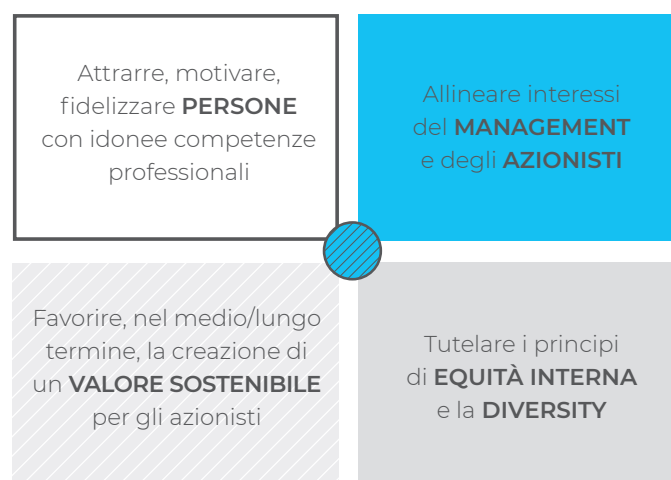 Attrarre, motivare,
fidelizzare PERSONE
con idonee competenze
professionali
Allineare interessi
del MANAGEMENT
e degli AZIONISTI
Favorire, nel medio/lungo
termine, la creazione di
un VALORE SOSTENIBILE
per gli azionisti
Tutelare i principi
di EQUITÀ INTERNA
e la DIVERSITY